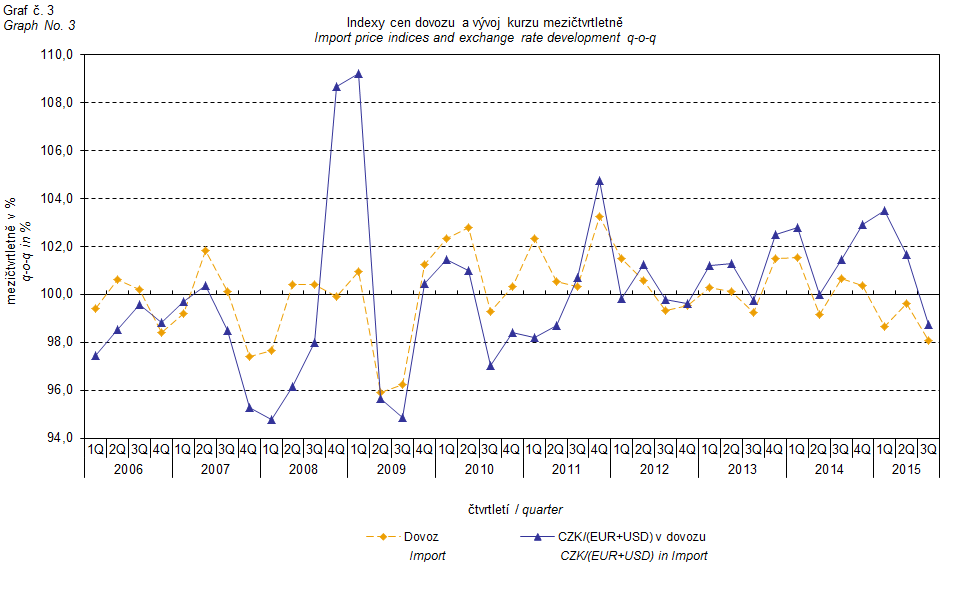 Graf č. 3
Graph No. 3
Indexy cen dovozu a vývoj kurzu mezičtvrtletně
Import price indices and exchange rate development q-o-q
110,0
108,0
106,0
104,0
102,0
100,0
98,0
96,0
94,0
mezičtvrtletně v %
q-o-q in %
1Q 2Q 3Q 4Q 1Q 2Q 3Q 4Q 1Q 2Q 3Q 4Q 1Q 2Q 3Q 4Q 1Q 2Q 3Q 4Q 1Q 2Q 3Q 4Q 1Q 2Q 3Q 4Q 1Q 2Q 3Q 4Q 1Q 2Q 3Q 4Q 1Q 2Q 3Q
2006 2007 2008 2009 2010 2011 2012 2013 2014 2015
čtvrtletí / quarter
Dovoz CZK/(EUR+USD) v dovozu
Import CZK/(EUR+USD) in Import